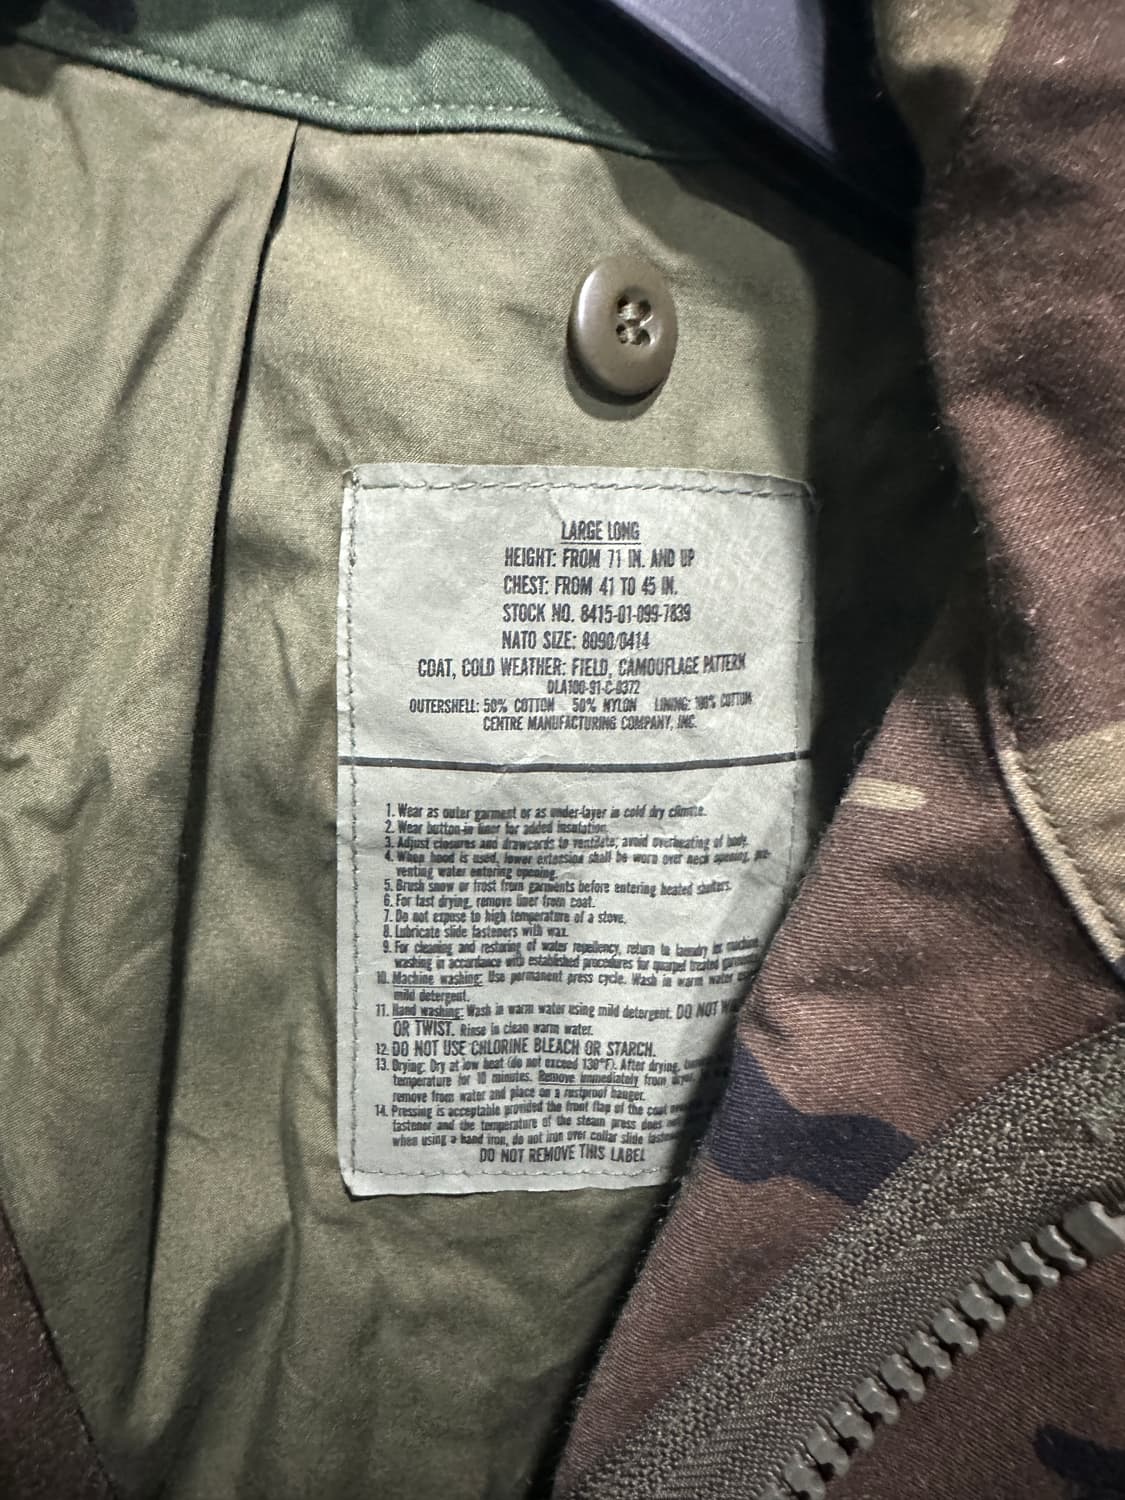 LARGE LONG
HEIGHT: FROM 71 IN. AND UP
CHEST: FROM 41 TO 45 IN.
STOCK NO. 8415-01-099-7839
NATO SIZE: 8090/0414
COAT, COLD WEATHER: FIELD, CAMOUFLAGE PATTERN
DLA100-91-C-0372
OUTERSHELL: 50% COTTON 50% NYLON LINING: 100% COTTON
CENTRE MANUFACTURING COMPANY, INC.
1. Wear as outer garment or as under-layer in cold dry climate.
2. Wear button-in liner for added insulation.
3. Adjust closures and drawcords to ventilate; avoid overheating of body.
4. When hood is used, lower extension shall be worn over neck opening, pre-
venting water entering opening.
5. Brush snow or frost from garments before entering heated shelters.
6. For fast drying, remove liner from coat.
7. Do not expose to high temperature of a stove.
8. Lubricate slide fasteners with wax.
9. For cleaning and restoring of water repellency, return to laundry for machine
washing in accordance with established procedures for quarpel treated
10. Machine washing: Use permanent press cycle. Wash in warm water
mild detergent.
11. Hand washing: Wash in warm water using mild detergent. DO NOT
OR TWIST. Rinse in clean warm water.
12. DO NOT USE CHLORINE BLEACH OR STARCH.
13. Drying: Dry at low heat (do not exceed 130°F). After drying,
temperature for 10 minutes. Remove immediately from
remove from water and place on a rustproof hanger.
14. Pressing is acceptable provided the front flap of the coat
fastener and the temperature of the steam press does
when using a hand iron, do not iron over collar slide
DO NOT REMOVE THIS LABEL